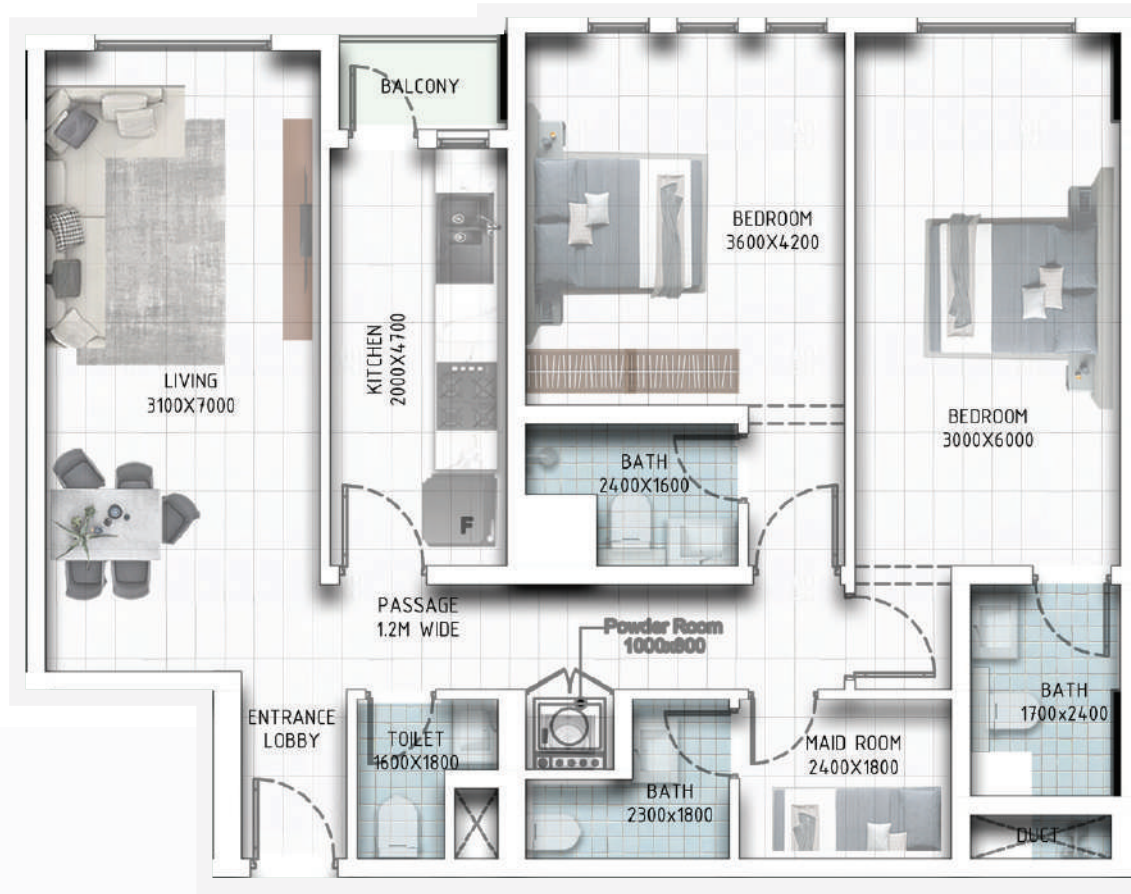 BALCONY
BEDROOM
3600X4200
KITCHEN
2000X4700
LIVING
3100X7000
BEDROOM
3000X6000
BATH
2400X1600
F
PASSAGE
1.2M WIDE
Powder Room
1000x800
ENTRANCE
LOBBY
TOILET
1600X1800
BATH
2300x1800
MAID ROOM
2400X1800
BATH
1700x2400
DUCT